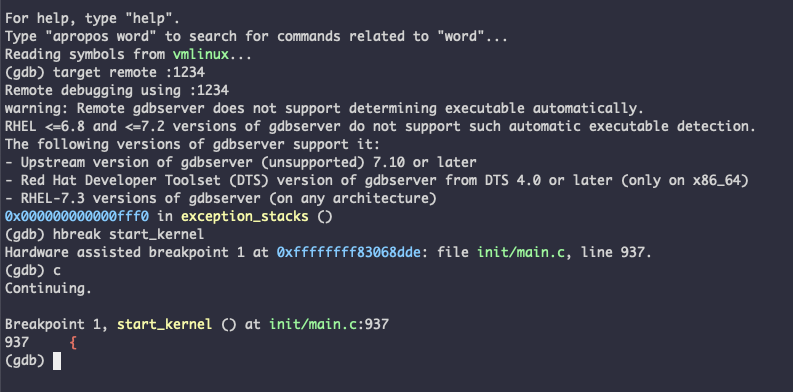 For help, type "help".
Type "apropos word" to search for commands related to "word"...
Reading symbols from vmlinux...
(gdb) target remote :1234
Remote debugging using :1234
warning: Remote gdbserver does not support determining executable automatically.
RHEL <=6.8 and <=7.2 versions of gdbserver do not support such automatic executable detection.
The following versions of gdbserver support it:
- Upstream version of gdbserver (unsupported) 7.10 or later
- Red Hat Developer Toolset (DTS) version of gdbserver from DTS 4.0 or later (only on x86_64)
- RHEL-7.3 versions of gdbserver (on any architecture)
0x000000000000fff0 in exception_stacks ()
(gdb) hbreak start_kernel
Hardware assisted breakpoint 1 at 0xffffffff83068dde: file init/main.c, line 937.
(gdb) c
Continuing.
Breakpoint 1, start_kernel () at init/main.c:937
937     {
(gdb)